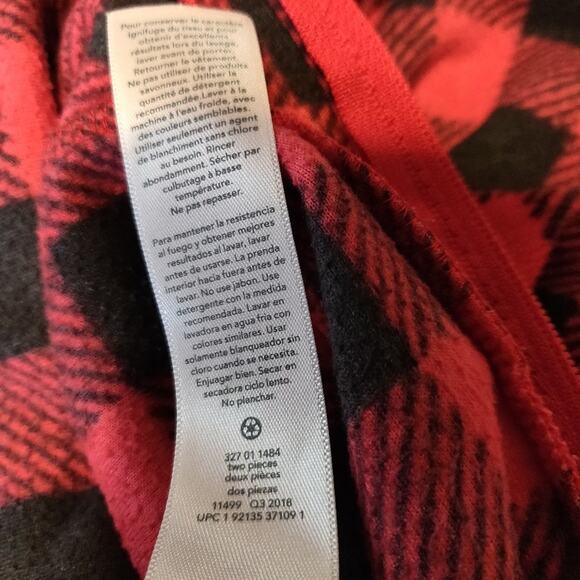 Pour conserver le caractère
ignifuge du tissu et pour
obtenir d'excellents
résultats lors du lavage,
laver avant de porter.
Retourner le vêtement.
Ne pas utiliser de produits
savonneux. Utiliser la
quantité de détergent
recommandée. Laver à la
machine à l'eau froide, avec
des couleurs semblables.
Utiliser seulement un agent
de blanchiment sans chlore
au besoin. Rincer
abondamment. Sécher par
culbutage à basse
température.
Ne pas repasser.
Para mantener la resistencia
al fuego y obtener mejores
resultados al lavar, lavar
antes de usarse. La prenda
interior hacia fuera antes de
lavar. No use jabon. Use
detergente con la medida
recomendada. Lavar en
lavadora en agua fria con
colores similares. Usar
solamente blanqueador sin
cloro cuando se necesita.
Enjuagar bien. Secar en
secadora ciclo lento.
No planchar.
327 01 1484
two pieces
deux pièces
dos piezas
11499 Q3 2018
UPC 1 92135 37109 1